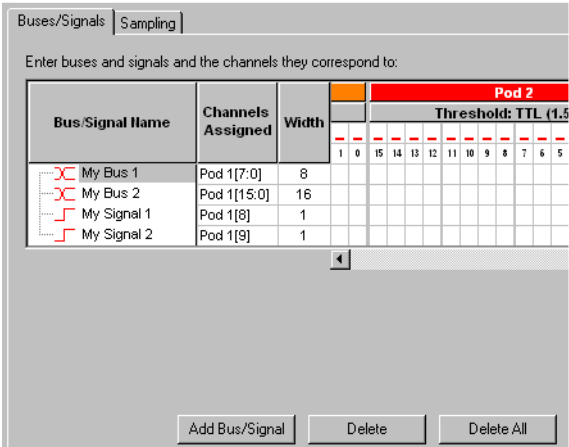 Buses/Signals Sampling
Enter buses and signals and the channels they correspond to:
Pod 2
Bus/Signal Name Channels Assigned Width Threshold: TTL (1.5
1 0 15 14 13 12 11 10 9 8 7 6 5
My Bus 1 Pod 1[7:0] 8
My Bus 2 Pod 1[15:0] 16
My Signal 1 Pod 1[8] 1
My Signal 2 Pod 1[9] 1
Add Bus/Signal Delete Delete All